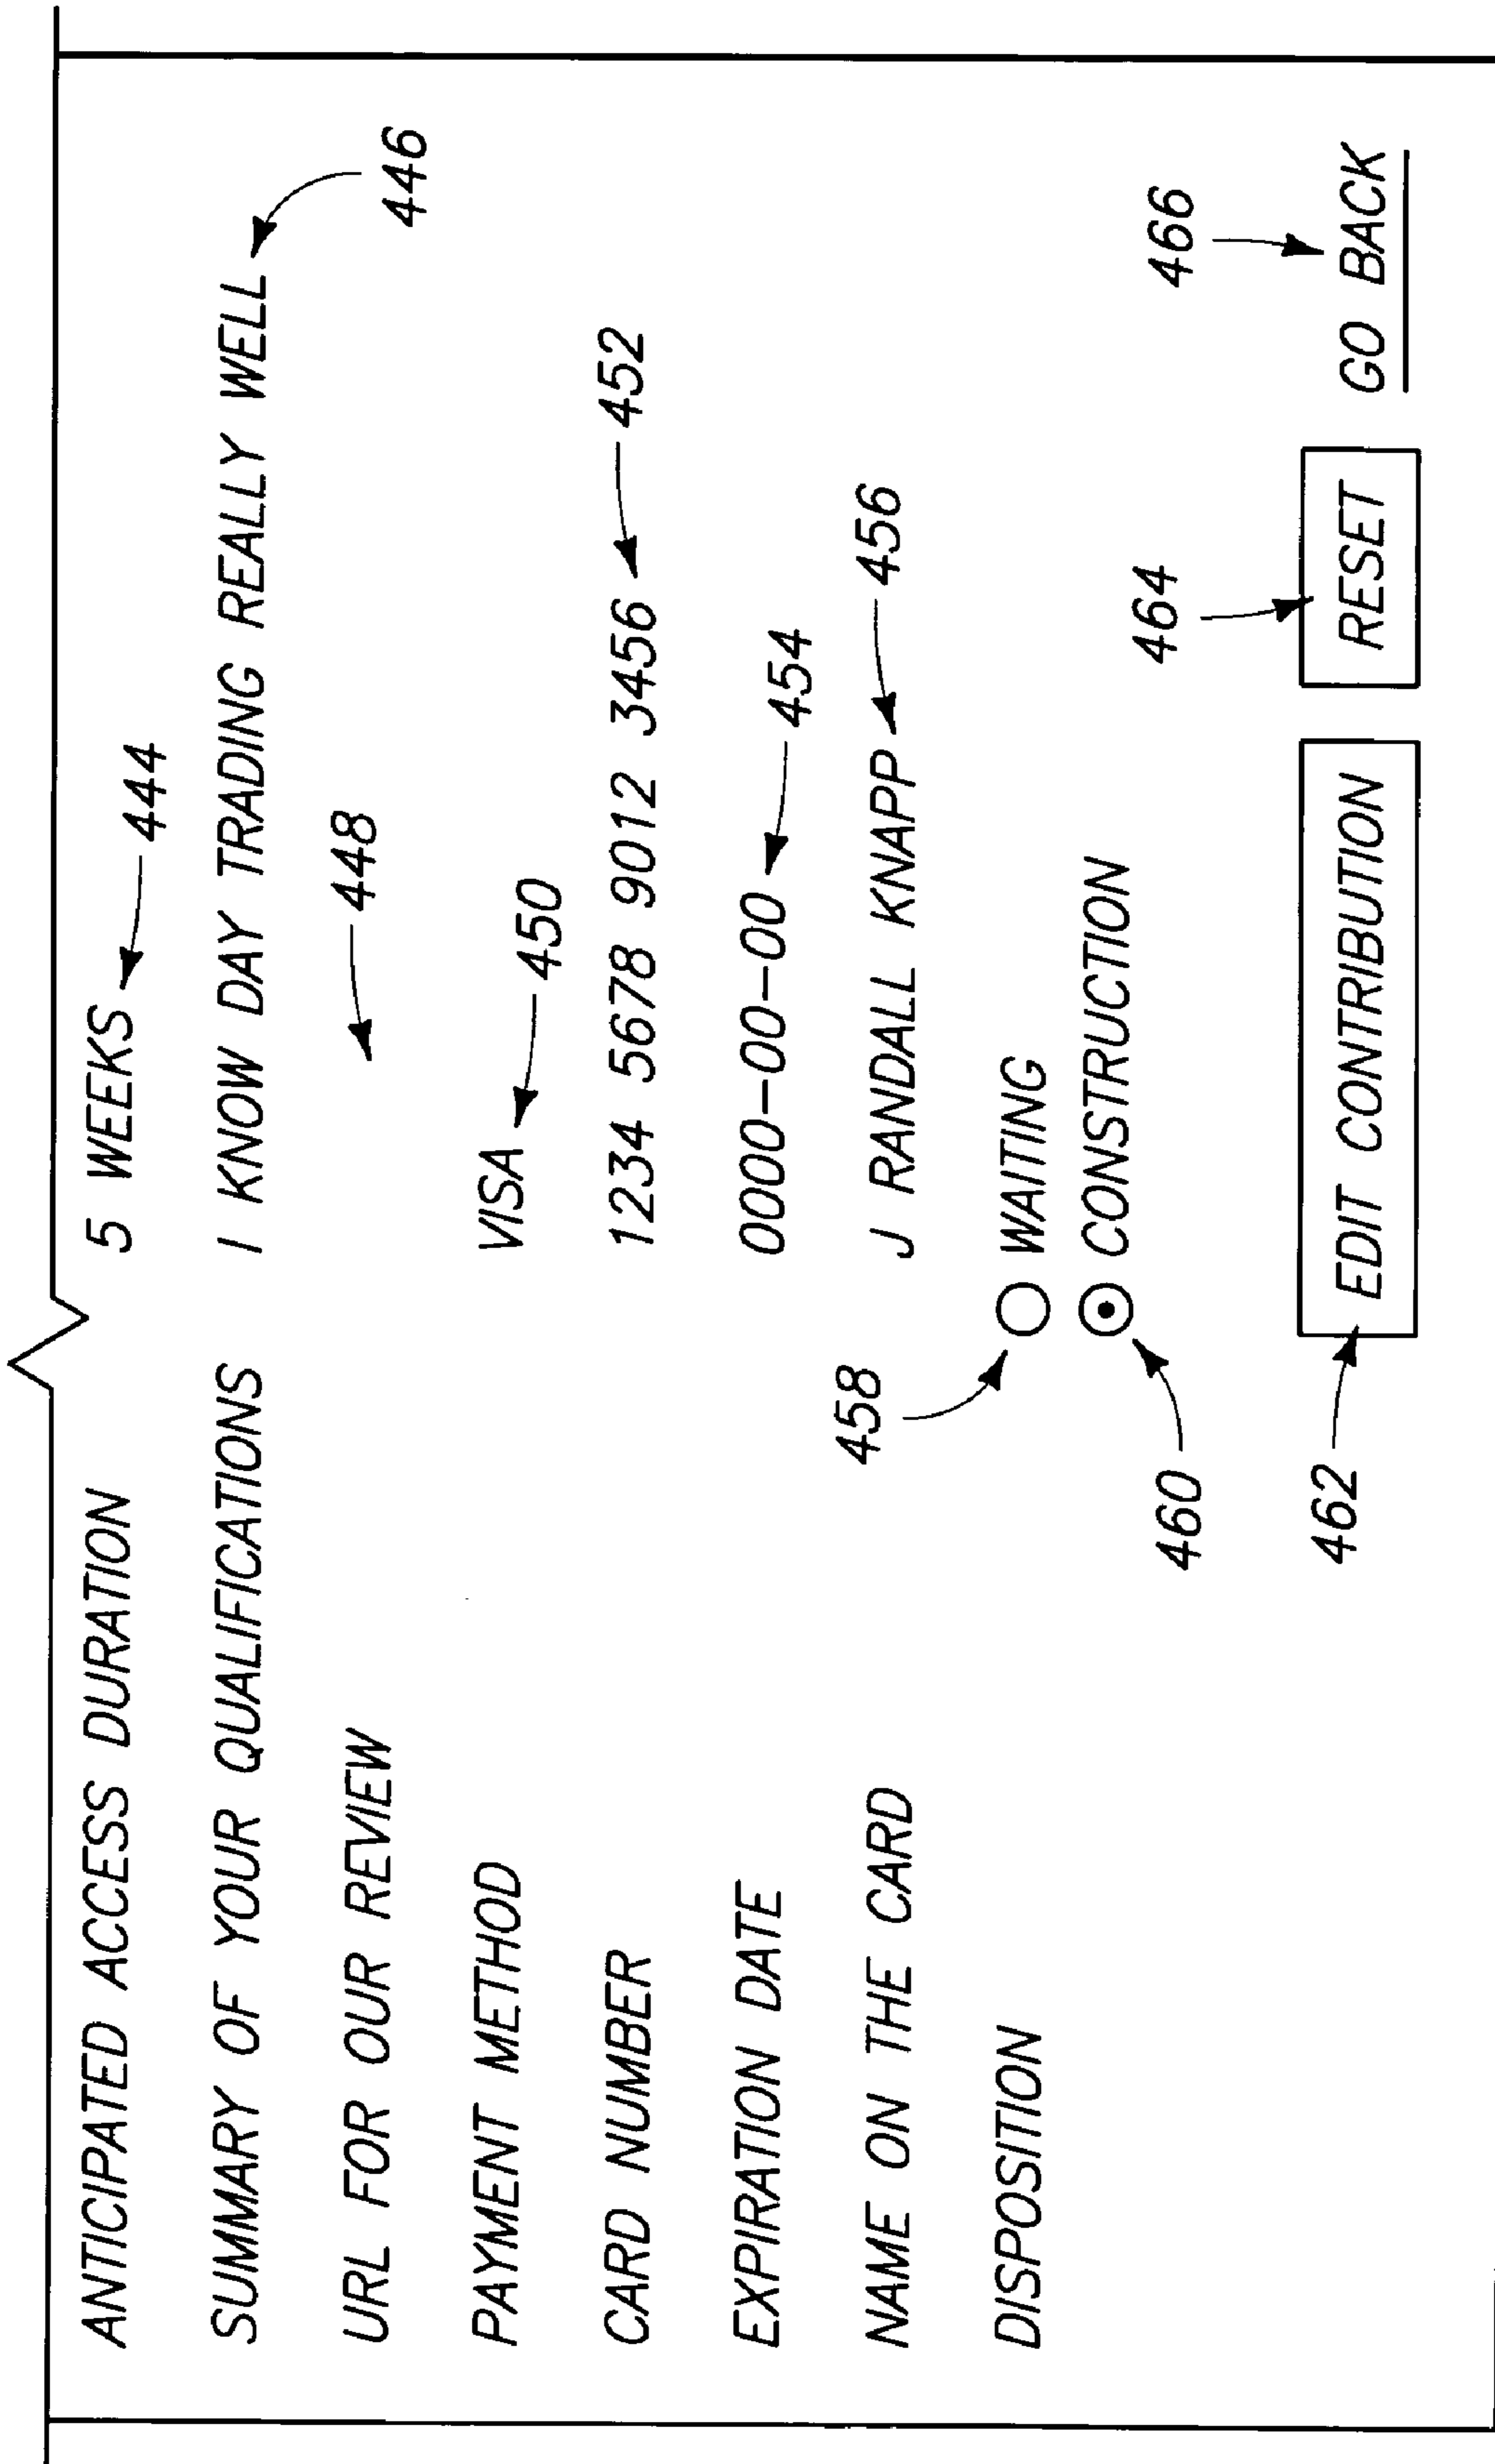 ANTICIPATED ACCESS DURATION 5 WEEKS 444
SUMMARY OF YOUR QUALIFICATIONS I KNOW DAY TRADING REALLY WELL
446
URL FOR OUR REVIEW 448
PAYMENT METHOD VISA 450
CARD NUMBER 1234 5678 9012 3456 452
EXPIRATION DATE 0000-00-00 454
NAME ON THE CARD J RANDALL KNAPP 456
458
DISPOSITION WAITING
460 CONSTRUCTION
464 466
462 EDIT CONTRIBUTION RESET GO BACK